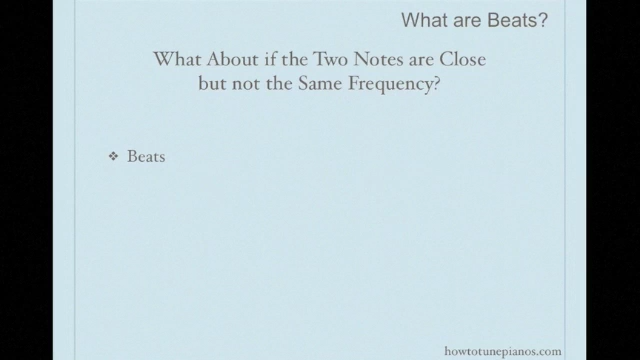 What are Beats?
What About if the Two Notes are Close
but not the Same Frequency?
❖ Beats
howtotunepianos.com